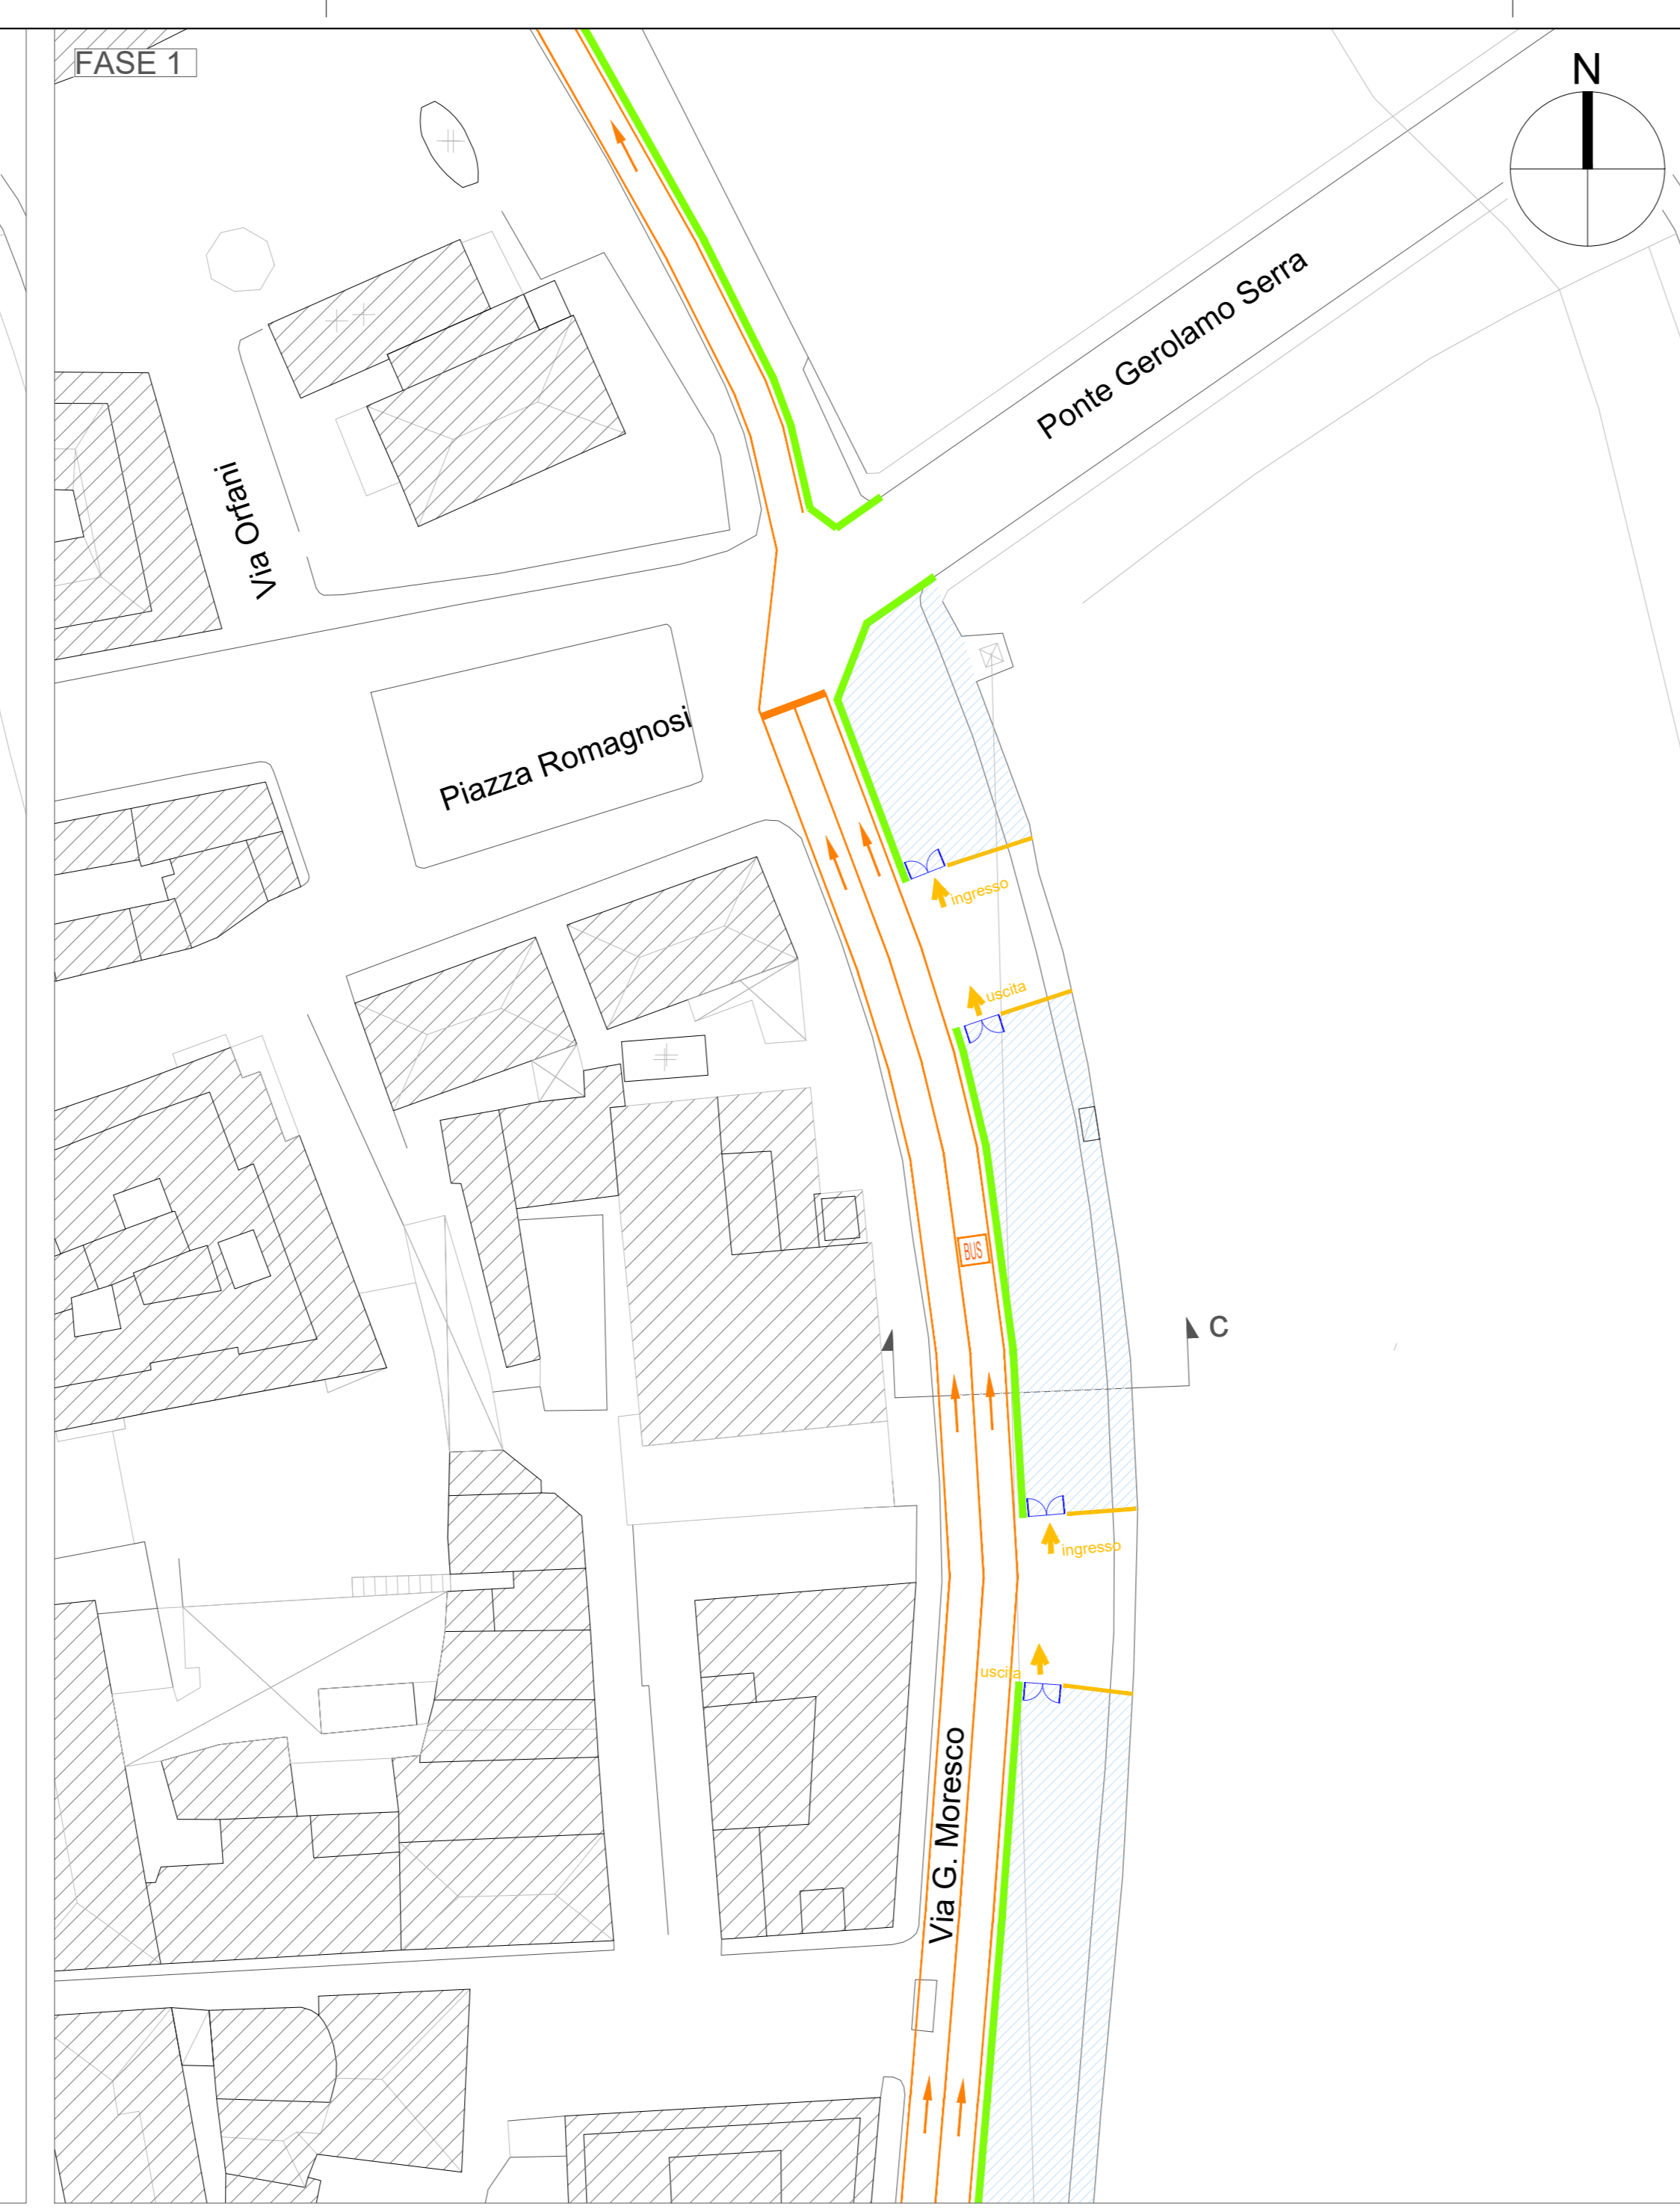 FASE 1
N
Ponte Gerolamo Serra
Via Orfani
Piazza Romagnosi
ingresso
uscita
BUS
C
ingresso
uscita
Via G. Moresco